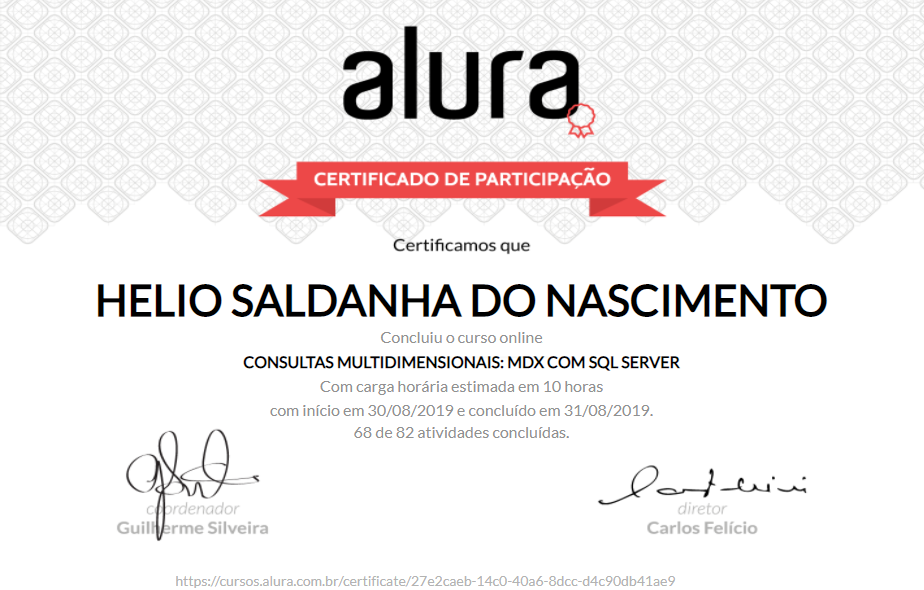 alura
CERTIFICADO DE PARTICIPAÇÃO
Certificamos que
HELIO SALDANHA DO NASCIMENTO
Concluiu o curso online
CONSULTAS MULTIDIMENSIONAIS: MDX COM SQL SERVER
Com carga horária estimada em 10 horas
com início em 30/08/2019 e concluído em 31/08/2019.
68 de 82 atividades concluídas.
coordenador
Guilherme Silveira
diretor
Carlos Felício
https://cursos.alura.com.br/certificate/27e2caeb-14c0-40a6-8dcc-d4c90db41ae9